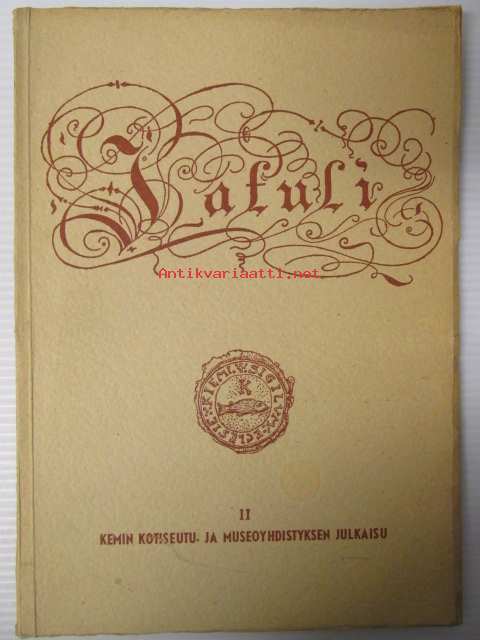 Jatuli
Antikvariaatti.net
K
II
KEMIN KOTISEUTU- JA MUSEOYHDISTYKSEN JULKAISU